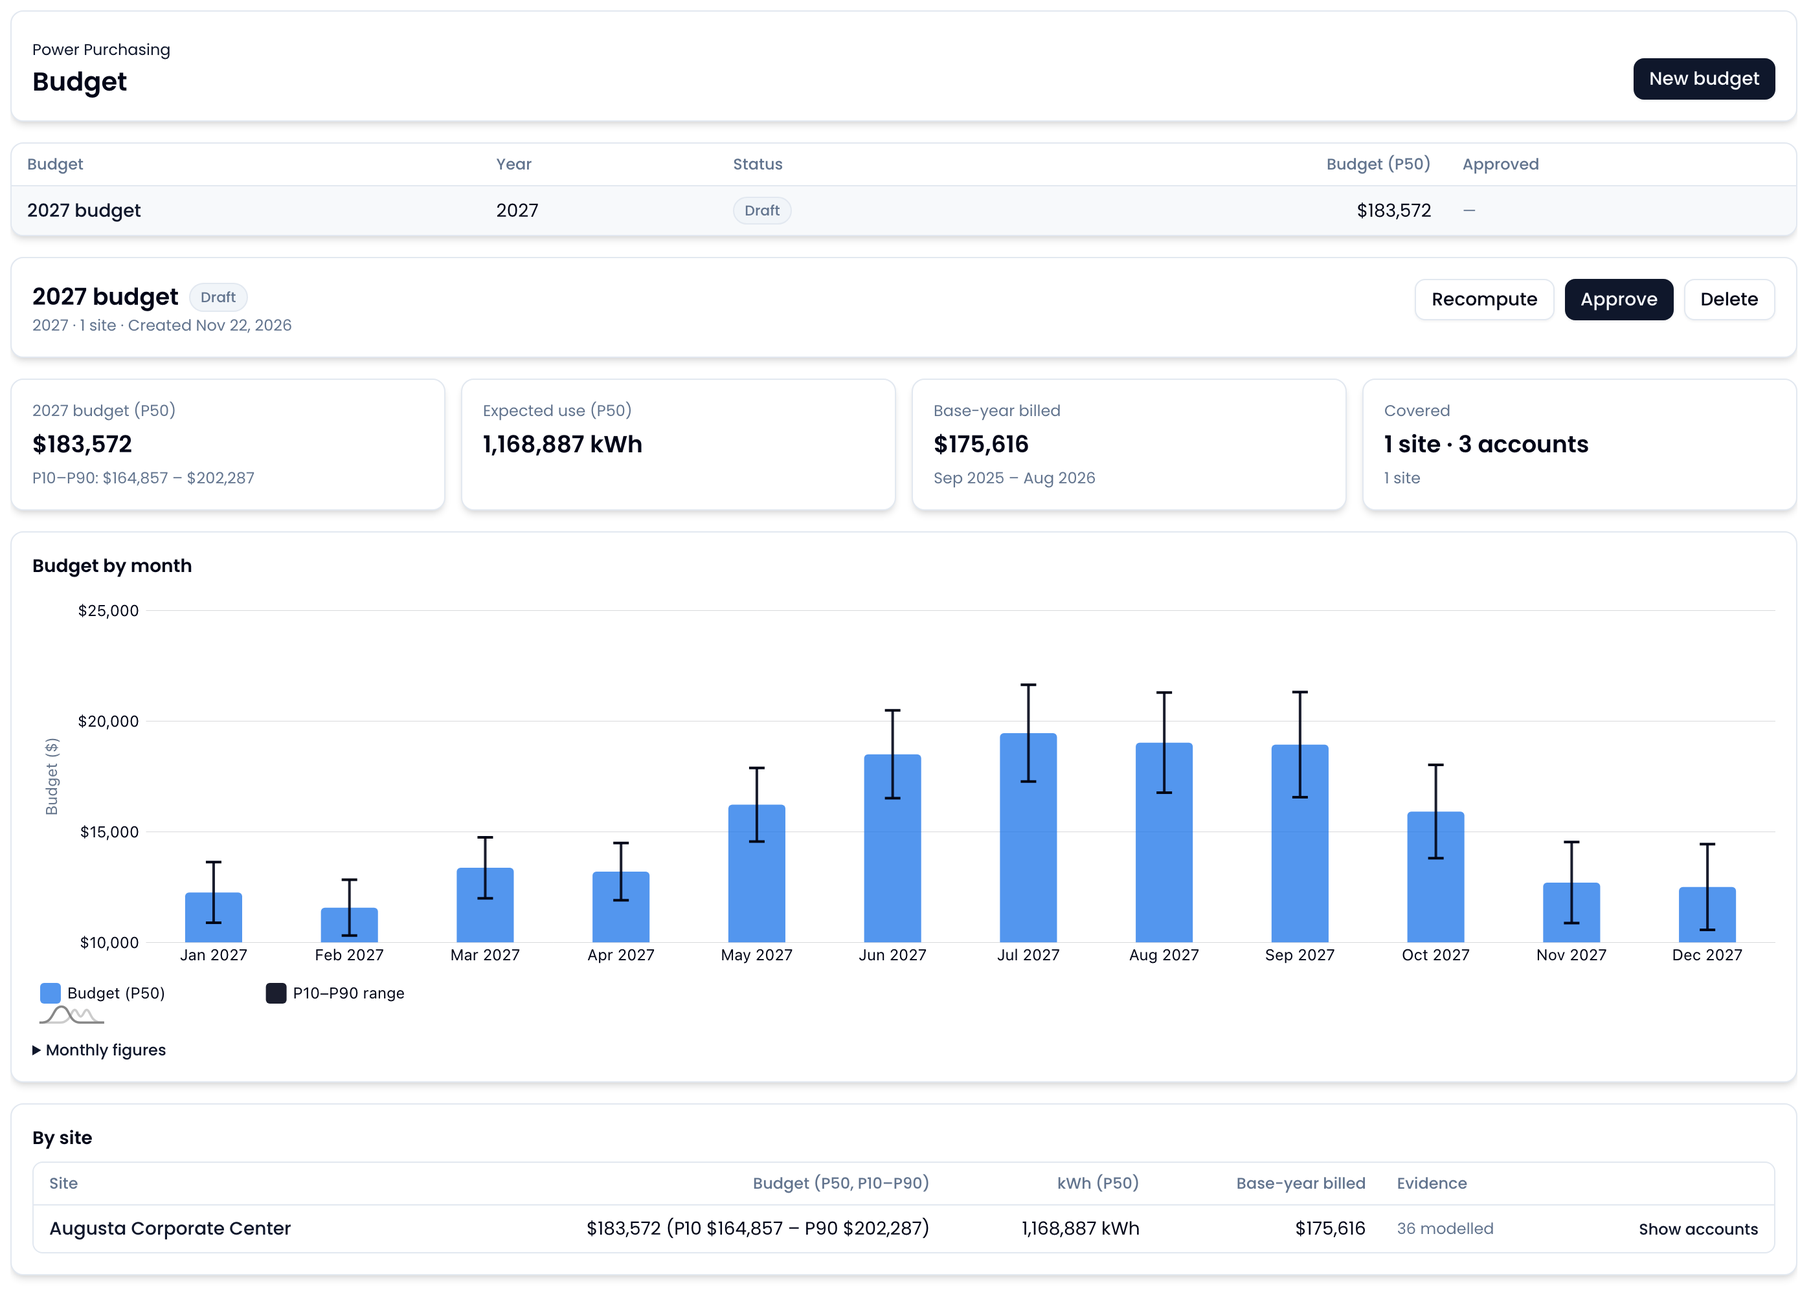 Power Purchasing
Budget
New budget
Budget Year Status Budget (P50) Approved
2027 budget 2027 Draft $183,572 —
2027 budget Draft
2027 · 1 site · Created Nov 22, 2026
Recompute Approve Delete
2027 budget (P50)
$183,572
P10–P90: $164,857 – $202,287
Expected use (P50)
1,168,887 kWh
Base-year billed
$175,616
Sep 2025 – Aug 2026
Covered
1 site · 3 accounts
1 site
Budget by month
Budget ($)
$25,000
$20,000
$15,000
$10,000
Jan 2027 Feb 2027 Mar 2027 Apr 2027 May 2027 Jun 2027 Jul 2027 Aug 2027 Sep 2027 Oct 2027 Nov 2027 Dec 2027
Budget (P50) P10–P90 range
Monthly figures
By site
Site Budget (P50, P10–P90) kWh (P50) Base-year billed Evidence
Augusta Corporate Center $183,572 (P10 $164,857 – P90 $202,287) 1,168,887 kWh $175,616 36 modelled Show accounts